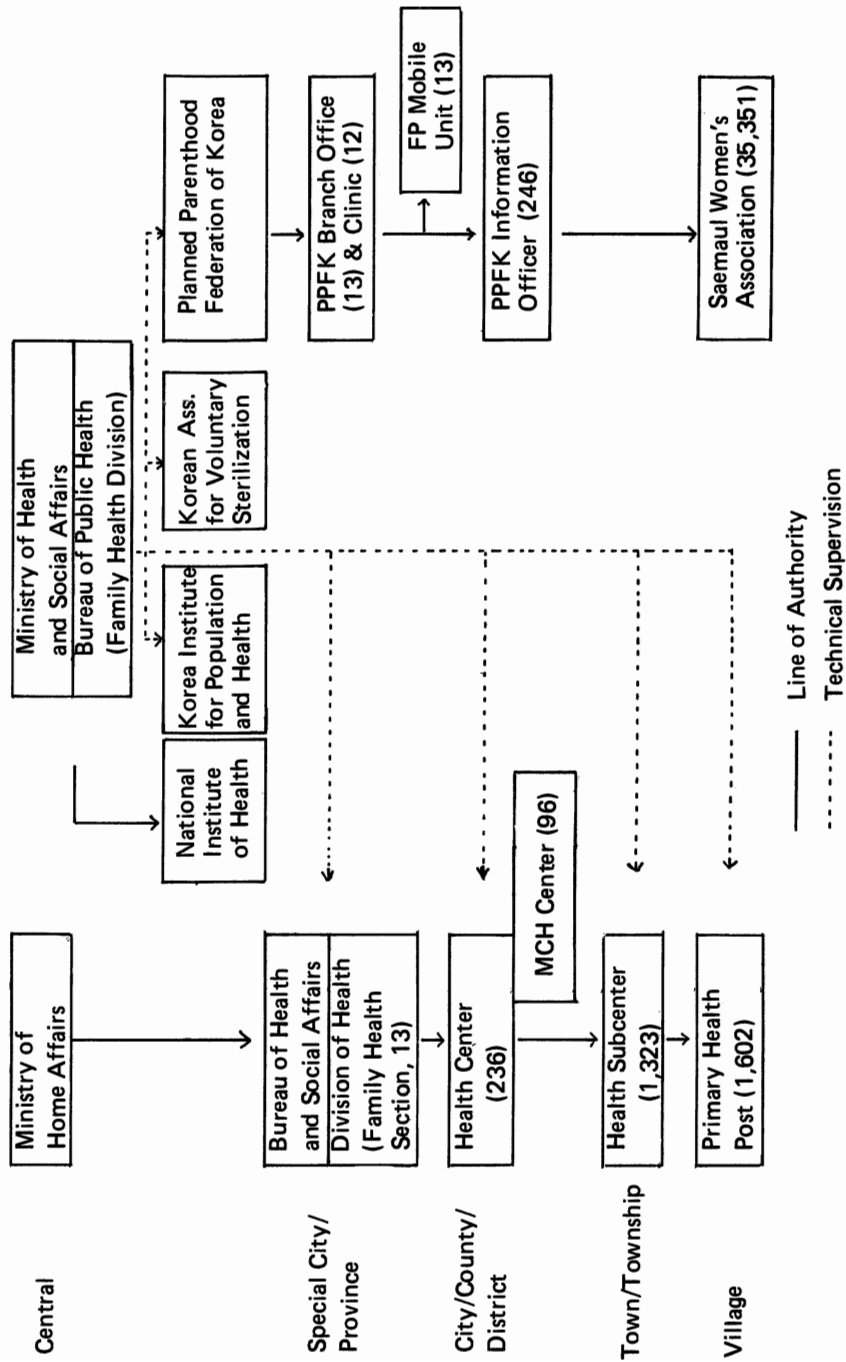 Central
Special City/
Province
City/County/
District
Town/Township
Village
Ministry of
Home Affairs
Bureau of Health
and Social Affairs
Division of Health
(Family Health
Section, 13)
Health Center
(236)
MCH Center (96)
Health Subcenter
(1,323)
Primary Health
Post (1,602)
Ministry of Health
and Social Affairs
Bureau of Public Health
(Family Health Division)
National
Institute
of Health
Korea Institute
for Population
and Health
Korean Ass.
for Voluntary
Sterilization
Planned Parenthood
Federation of Korea
PPFK Branch Office
(13) & Clinic (12)
FP Mobile
Unit (13)
PPFK Information
Officer (246)
Saemaul Women's
Association (35,351)
Line of Authority
Technical Supervision